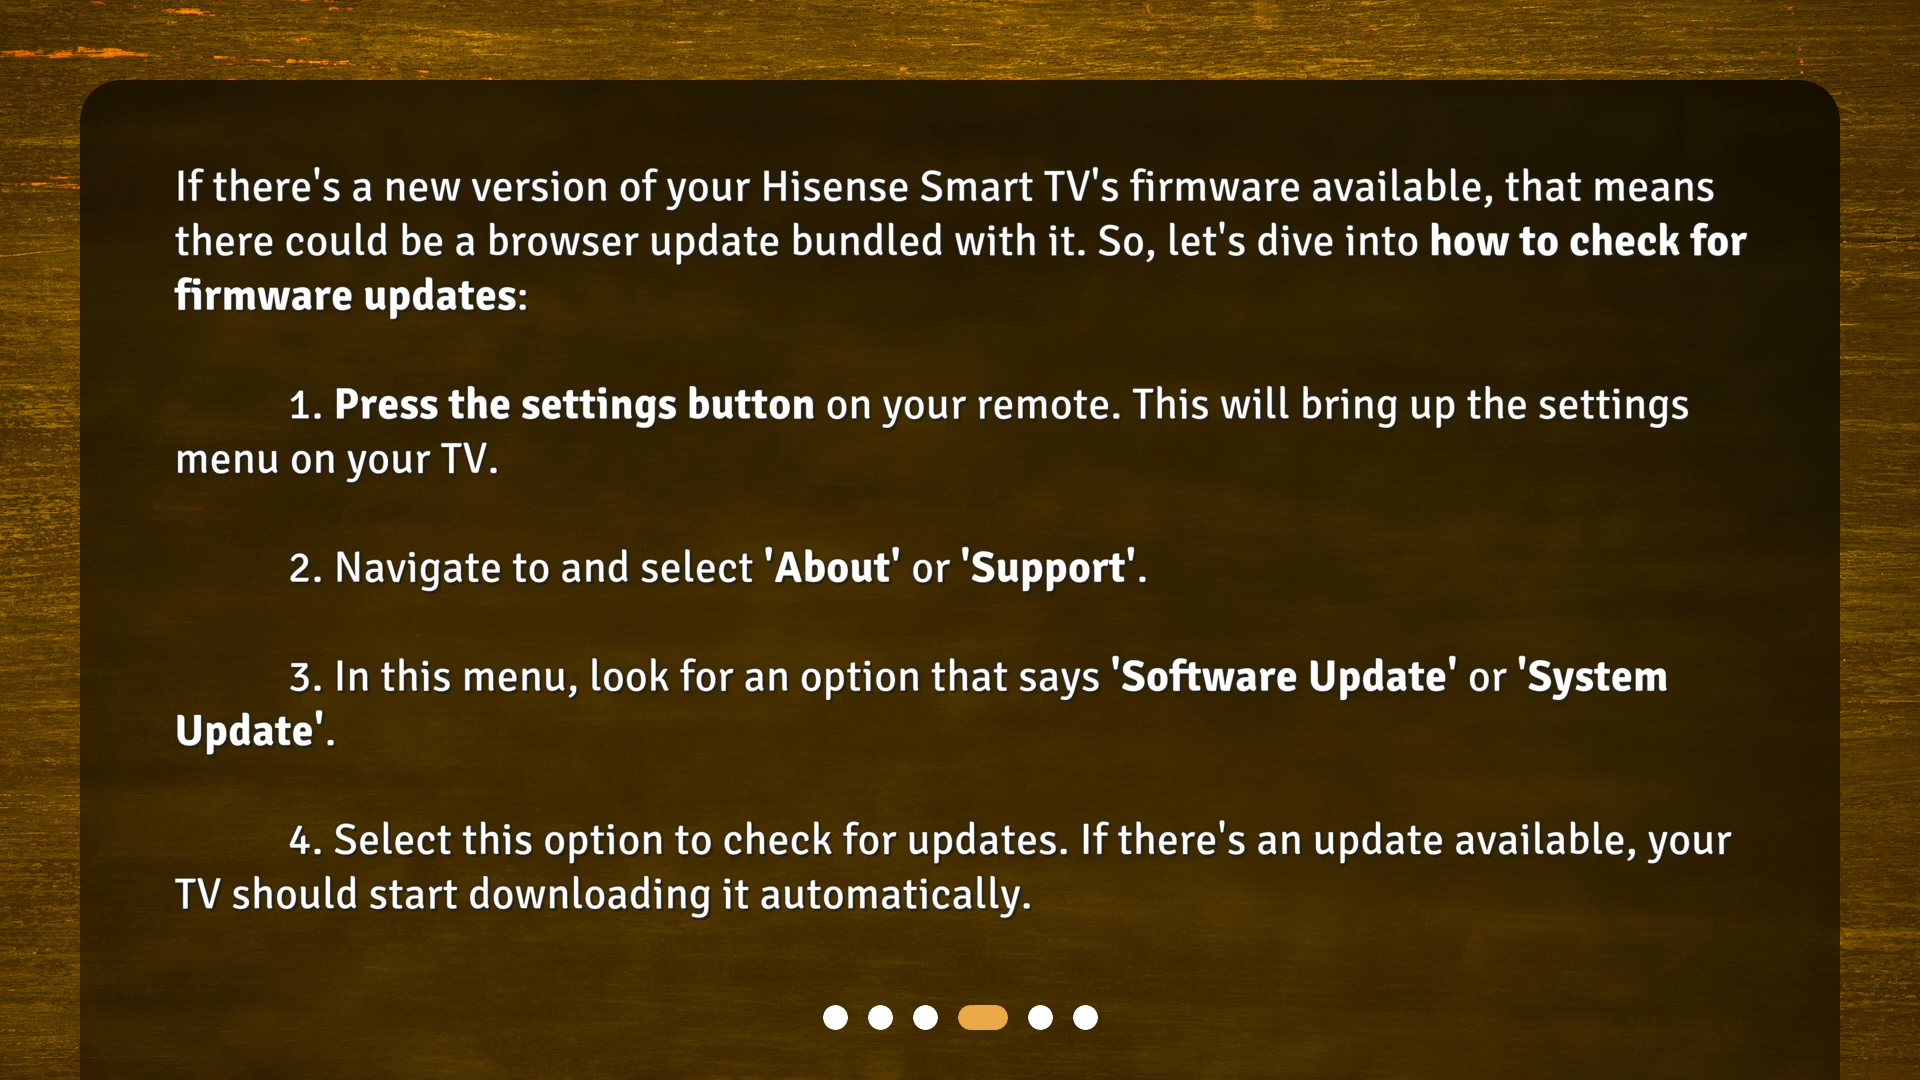 If there's a new version of your Hisense Smart TV's firmware available, that means
there could be a browser update bundled with it. So, let's dive into how to check for
firmware updates:
1. Press the settings button on your remote. This will bring up the settings
menu on your TV.
2. Navigate to and select 'About' or 'Support'.
3. In this menu, look for an option that says 'Software Update' or 'System
Update'.
4. Select this option to check for updates. If there's an update available, your
TV should start downloading it automatically.